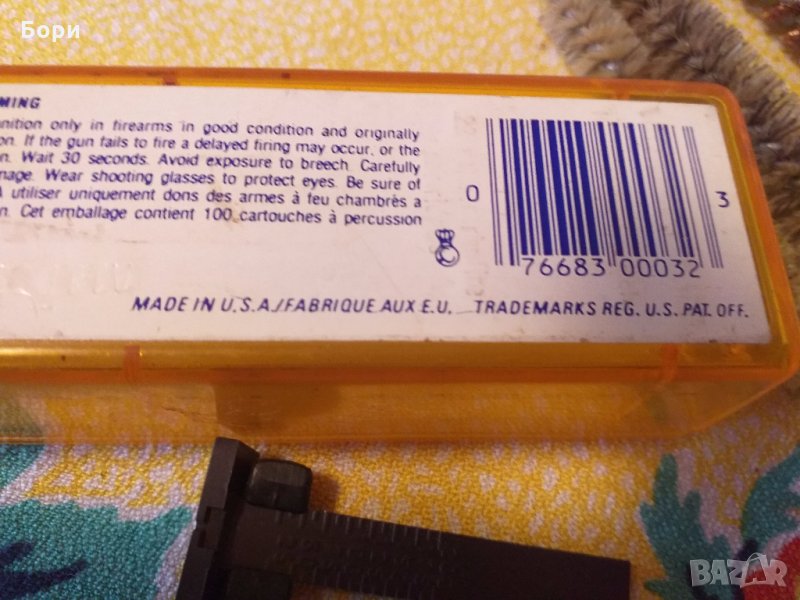 Бори
MING
nition only in firearms in good condition and originally
on. If the gun fails to fire a delayed firing may occur, or the
n. Wait 30 seconds. Avoid exposure to breech. Carefully
mage. Wear shooting glasses to protect eyes. Be sure of
A utiliser uniquement dons des armes à feu chambrés a
n. Cet emballage contient 100 cartouches à percussion
0 76683 00032 3
MADE IN U.S.A./FABRIQUE AUX E.U. TRADEMARKS REG. U.S. PAT. OFF.
BAZAR